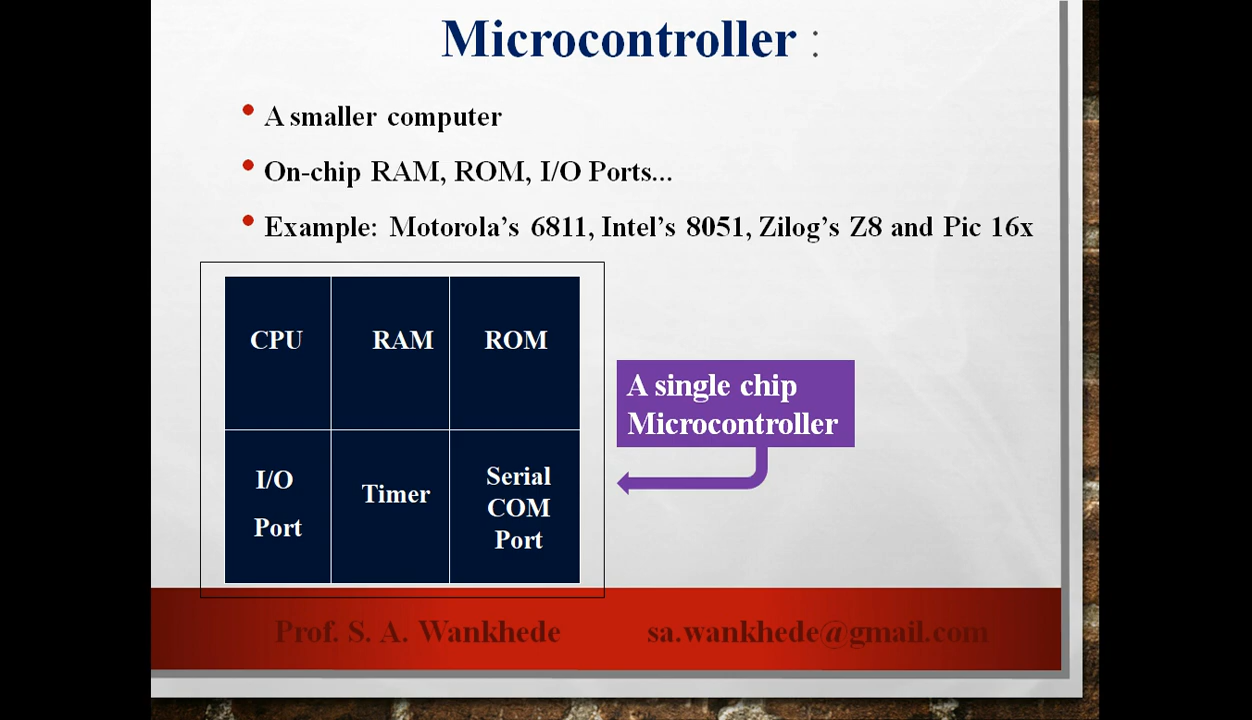 Microcontroller :
• A smaller computer
• On-chip RAM, ROM, I/O Ports...
• Example: Motorola’s 6811, Intel’s 8051, Zilog’s Z8 and Pic 16x
CPU RAM ROM
A single chip
Microcontroller
I/O
Port
Timer
Serial
COM
Port
Prof. S. A. Wankhede sa.wankhede@gmail.com